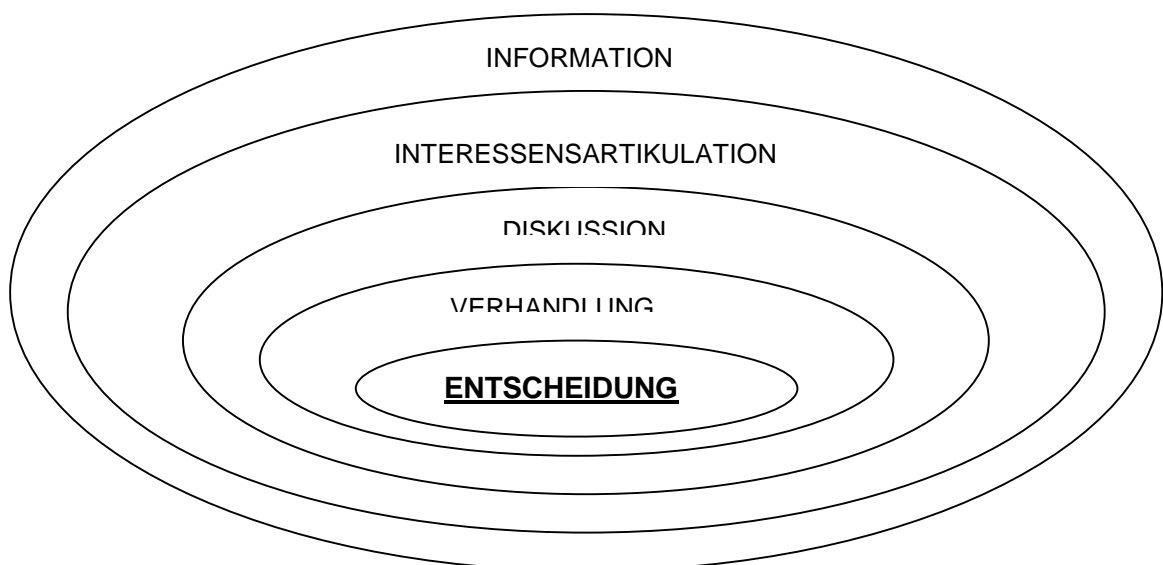 INFORMATION
INTERESSENSARTIKULATION
DISKUSSION
VERHANDLUNG
ENTSCHEIDUNG